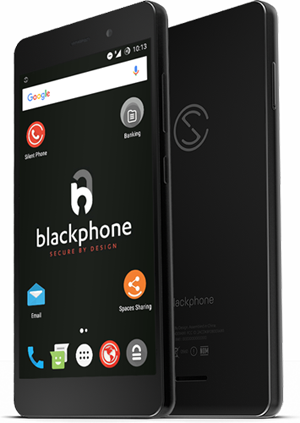 10:13
Google
Silent Phone
Banking
blackphone
SECURE BY DESIGN
Email
Spaces Sharing
blackphone